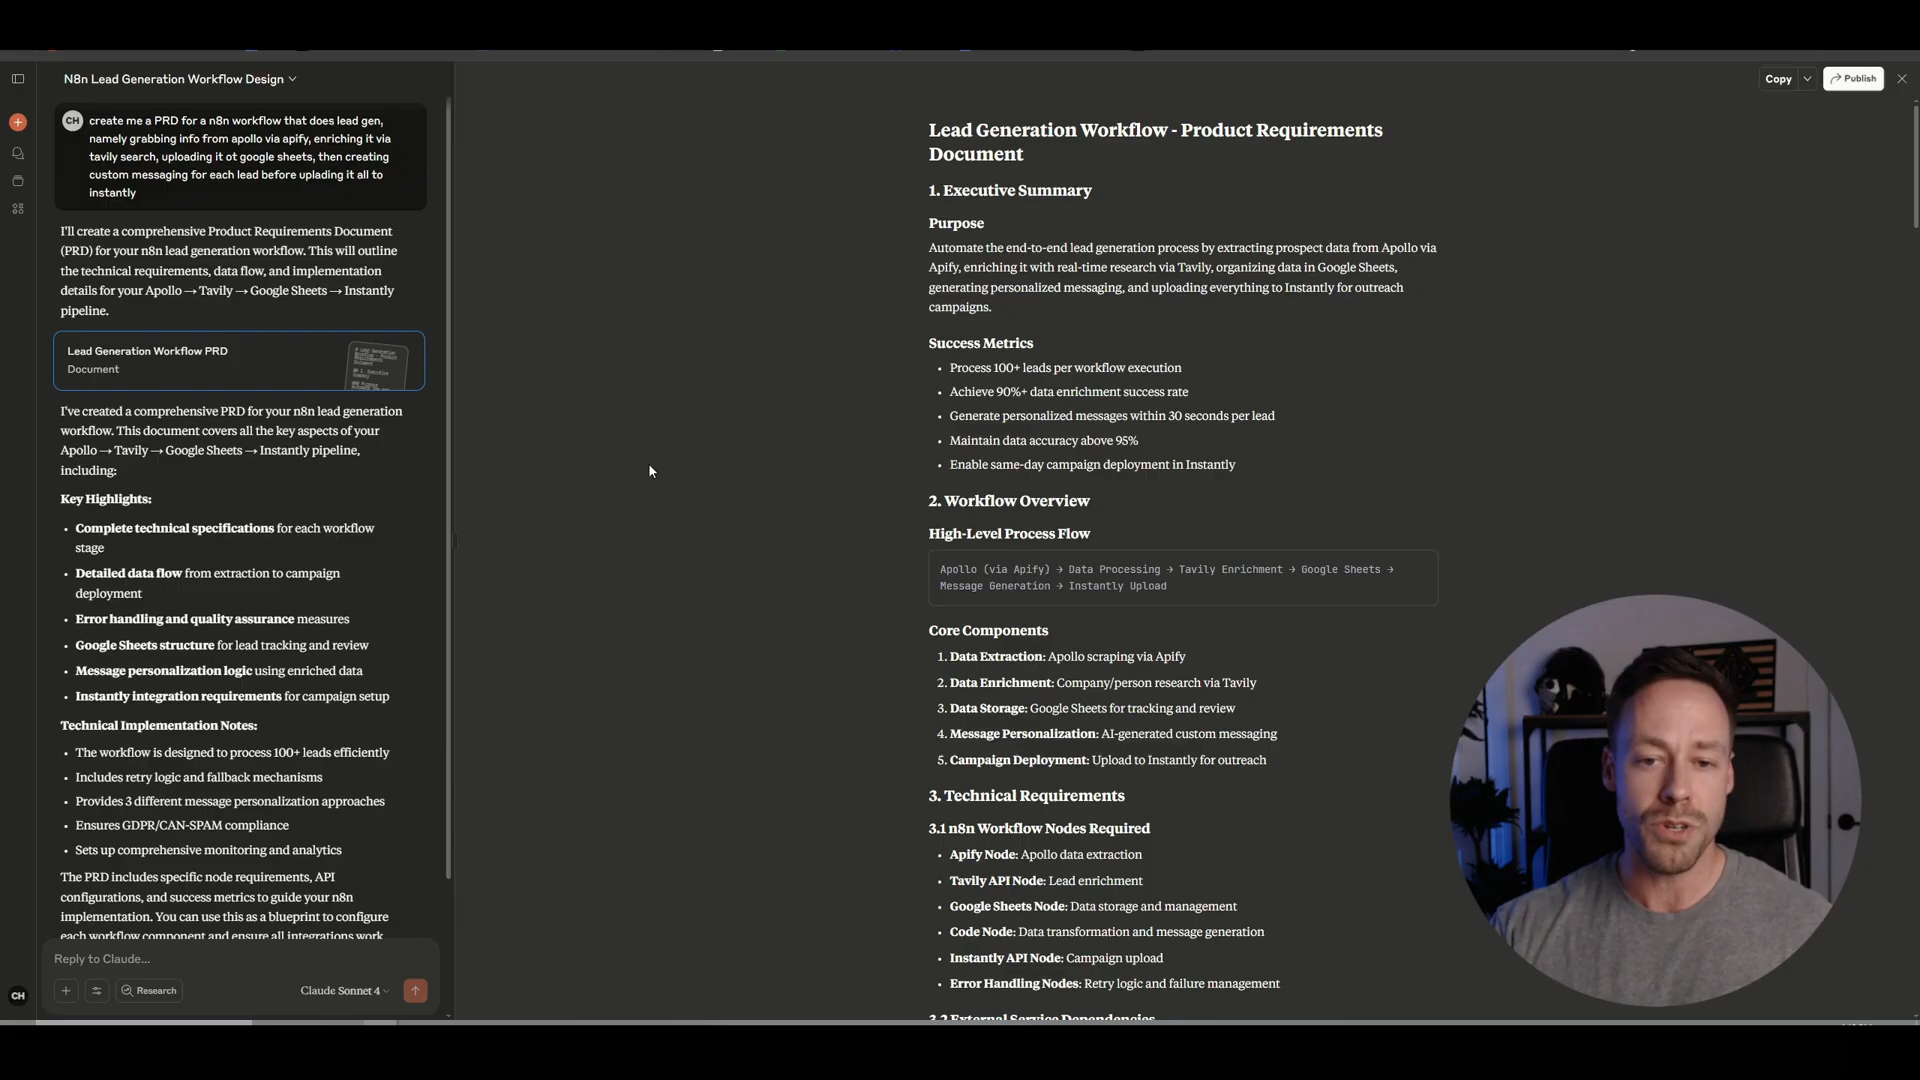 N8n Lead Generation Workflow Design
CH
create me a PRD for a n8n workflow that does lead gen,
namely grabbing info from apollo via apify, enriching it via
tavily search, uploading it ot google sheets, then creating
custom messaging for each lead before uplading it all to
instantly
I'll create a comprehensive Product Requirements Document
(PRD) for your n8n lead generation workflow. This will outline
the technical requirements, data flow, and implementation
details for your Apollo → Tavily → Google Sheets → Instantly
pipeline.
Lead Generation Workflow PRD
Document
I've created a comprehensive PRD for your n8n lead generation
workflow. This document covers all the key aspects of your
Apollo → Tavily → Google Sheets → Instantly pipeline,
including:
Key Highlights:
• Complete technical specifications for each workflow
stage
• Detailed data flow from extraction to campaign
deployment
• Error handling and quality assurance measures
• Google Sheets structure for lead tracking and review
• Message personalization logic using enriched data
• Instantly integration requirements for campaign setup
Technical Implementation Notes:
• The workflow is designed to process 100+ leads efficiently
• Includes retry logic and fallback mechanisms
• Provides 3 different message personalization approaches
• Ensures GDPR/CAN-SPAM compliance
• Sets up comprehensive monitoring and analytics
The PRD includes specific node requirements, API
configurations, and success metrics to guide your n8n
implementation. You can use this as a blueprint to configure
each workflow component and ensure all integrations work
Reply to Claude...
Research
Claude Sonnet 4
CH
Copy
Publish
Lead Generation Workflow - Product Requirements
Document
1. Executive Summary
Purpose
Automate the end-to-end lead generation process by extracting prospect data from Apollo via
Apify, enriching it with real-time research via Tavily, organizing data in Google Sheets,
generating personalized messaging, and uploading everything to Instantly for outreach
campaigns.
Success Metrics
• Process 100+ leads per workflow execution
• Achieve 90%+ data enrichment success rate
• Generate personalized messages within 30 seconds per lead
• Maintain data accuracy above 95%
• Enable same-day campaign deployment in Instantly
2. Workflow Overview
High-Level Process Flow
Apollo (via Apify) → Data Processing → Tavily Enrichment → Google Sheets →
Message Generation → Instantly Upload
Core Components
1. Data Extraction: Apollo scraping via Apify
2. Data Enrichment: Company/person research via Tavily
3. Data Storage: Google Sheets for tracking and review
4. Message Personalization: AI-generated custom messaging
5. Campaign Deployment: Upload to Instantly for outreach
3. Technical Requirements
3.1 n8n Workflow Nodes Required
• Apify Node: Apollo data extraction
• Tavily API Node: Lead enrichment
• Google Sheets Node: Data storage and management
• Code Node: Data transformation and message generation
• Instantly API Node: Campaign upload
• Error Handling Nodes: Retry logic and failure management
3.2 External Service Dependencies